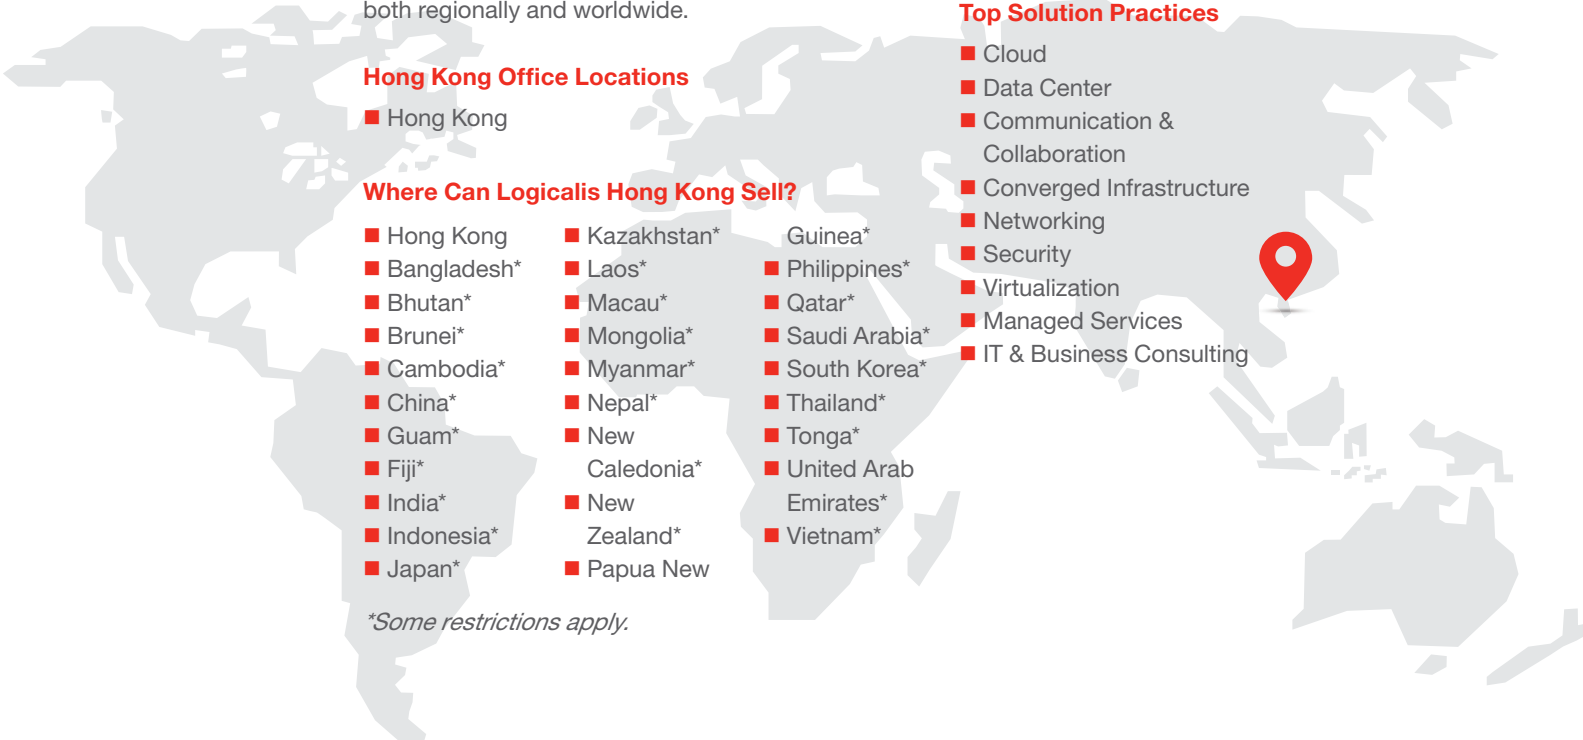 both regionally and worldwide.
Hong Kong Office Locations
■ Hong Kong
Where Can Logicalis Hong Kong Sell?
■ Hong Kong
■ Bangladesh*
■ Bhutan*
■ Brunei*
■ Cambodia*
■ China*
■ Guam*
■ Fiji*
■ India*
■ Indonesia*
■ Japan*
■ Kazakhstan*
■ Laos*
■ Macau*
■ Mongolia*
■ Myanmar*
■ Nepal*
■ New
Caledonia*
■ New
Zealand*
■ Papua New
Guinea*
■ Philippines*
■ Qatar*
■ Saudi Arabia*
■ South Korea*
■ Thailand*
■ Tonga*
■ United Arab
Emirates*
■ Vietnam*
*Some restrictions apply.
Top Solution Practices
■ Cloud
■ Data Center
■ Communication &
Collaboration
■ Converged Infrastructure
■ Networking
■ Security
■ Virtualization
■ Managed Services
■ IT & Business Consulting